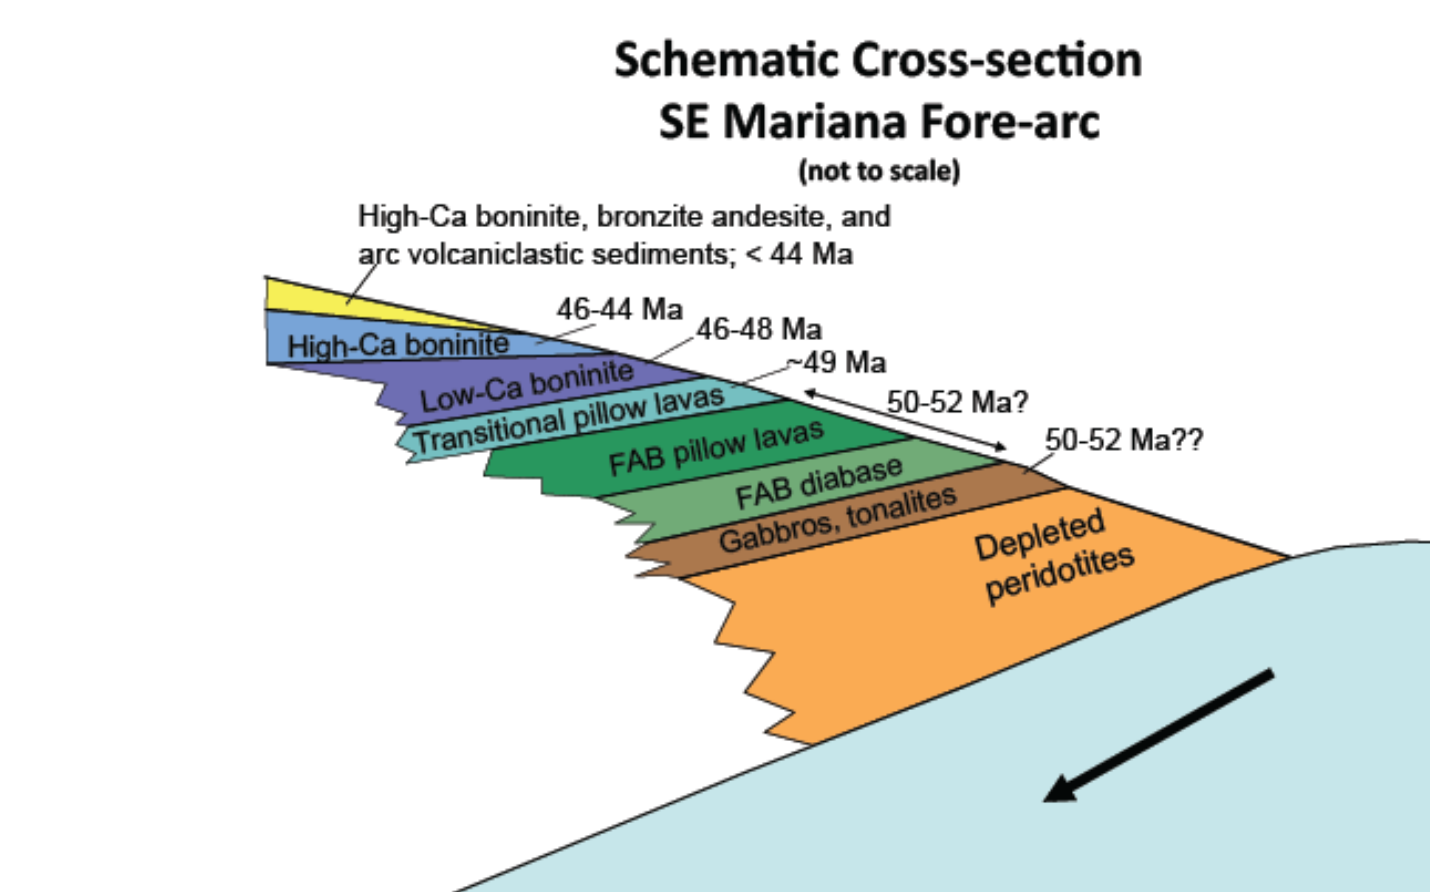 Schematic Cross-section
SE Mariana Fore-arc
(not to scale)
High-Ca boninite, bronzite andesite, and
arc volcaniclastic sediments; < 44 Ma
46-44 Ma
46-48 Ma
~49 Ma
50-52 Ma?
50-52 Ma??
High-Ca boninite
Low-Ca boninite
Transitional pillow lavas
FAB pillow lavas
FAB diabase
Gabbros, tonalites
Depleted
peridotites